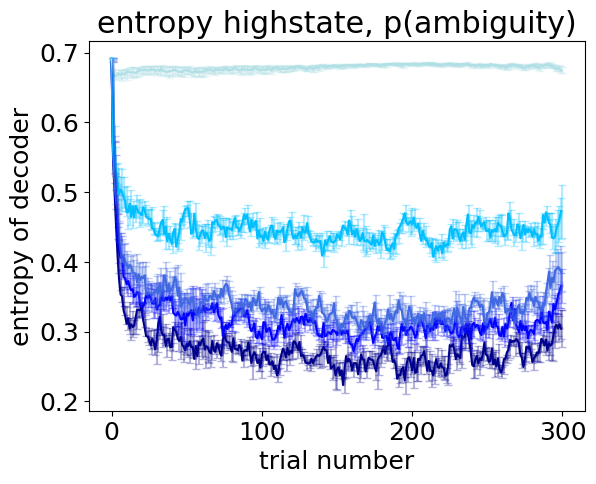 entropy highstate, p(ambiguity)
entropy of decoder
0.7
0.6
0.5
0.4
0.3
0.2
0 100 200 300
trial number